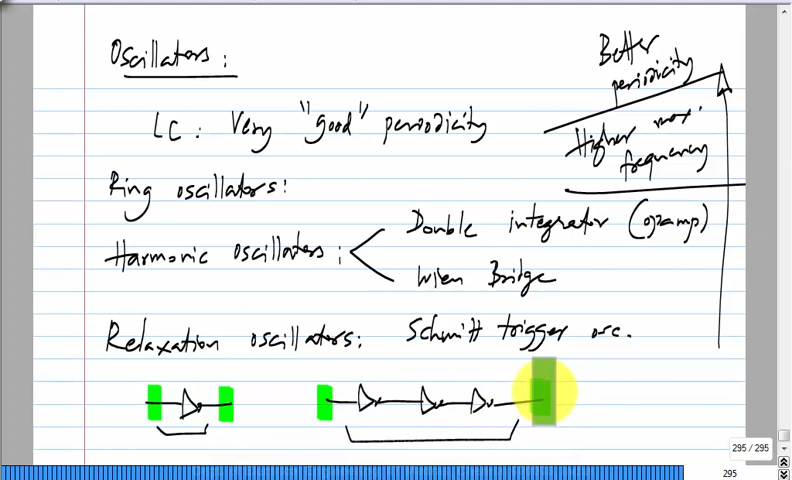 Oscillators :
Better periodicity
LC : Very "good" periodicity
Higher max. frequency
Ring oscillators :
Harmonic oscillators :
Double integrator (opamp)
Wien Bridge
Relaxation oscillators : Schmitt trigger osc.
295 / 295
295